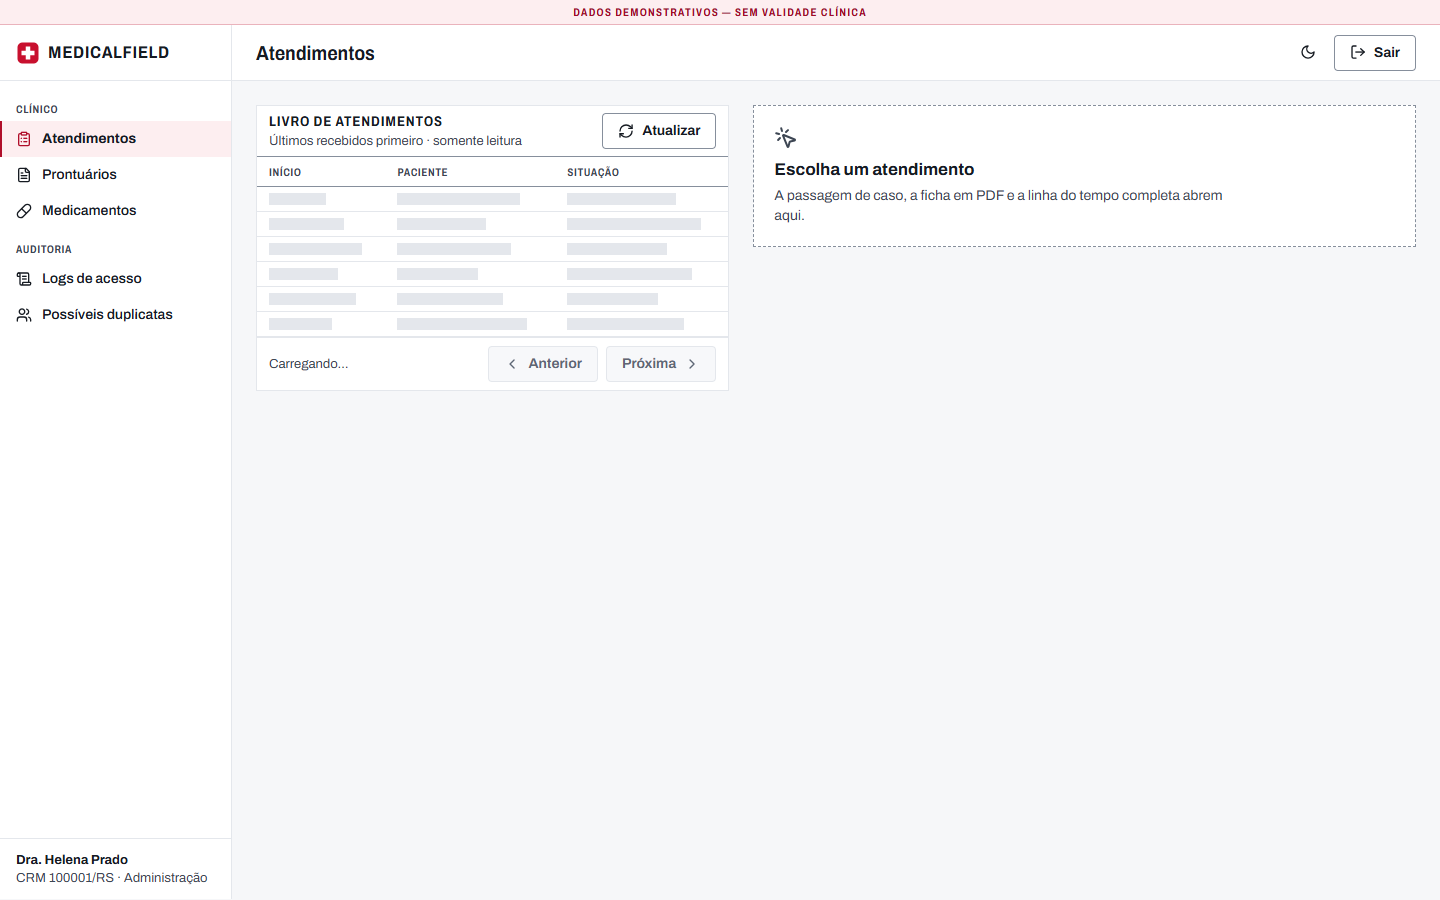 DADOS DEMONSTRATIVOS — SEM VALIDADE CLÍNICA
MEDICALFIELD
Atendimentos
Sair
CLÍNICO
Atendimentos
Prontuários
Medicamentos
AUDITORIA
Logs de acesso
Possíveis duplicatas
LIVRO DE ATENDIMENTOS
Últimos recebidos primeiro · somente leitura
Atualizar
INÍCIO PACIENTE SITUAÇÃO
Carregando...
Anterior
Próxima
Escolha um atendimento
A passagem de caso, a ficha em PDF e a linha do tempo completa abrem
aqui.
Dra. Helena Prado
CRM 100001/RS · Administração